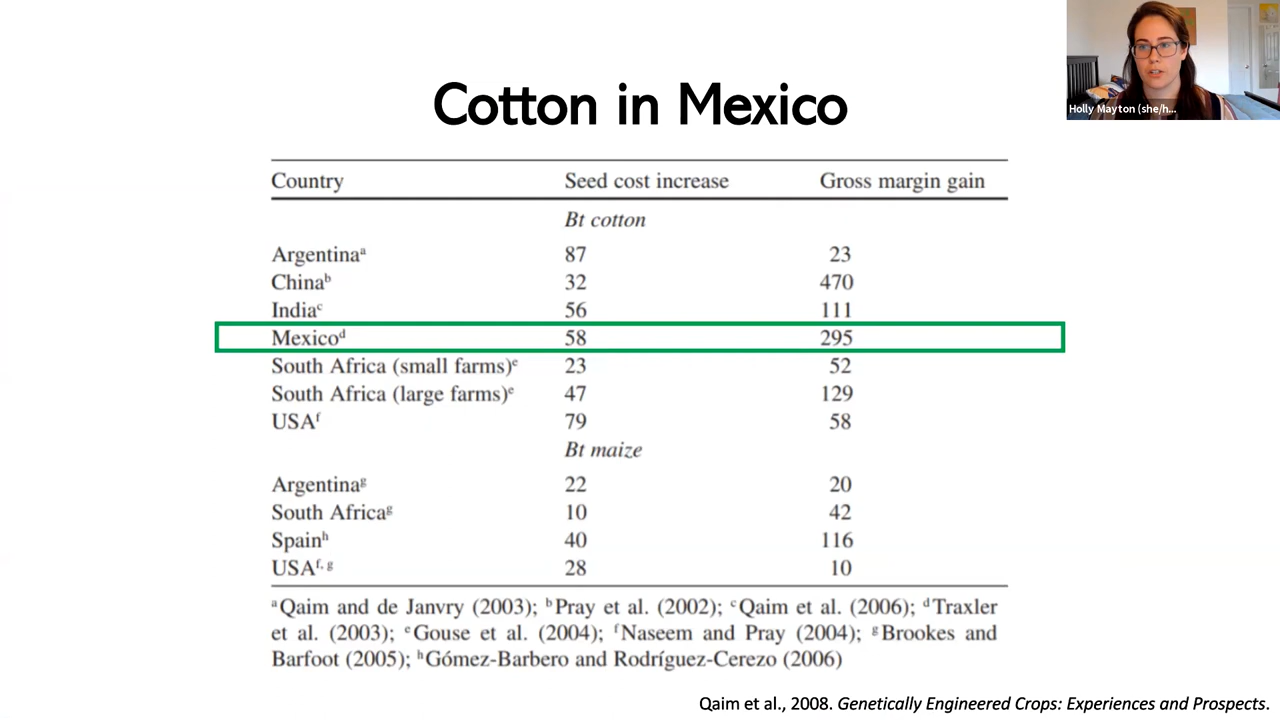 Holly Mayton (she/h...
Cotton in Mexico
Country Seed cost increase Gross margin gain
Bt cotton
Argentinaᵃ 87 23
Chinaᵇ 32 470
Indiaᶜ 56 111
Mexicoᵈ 58 295
South Africa (small farms)ᵉ 23 52
South Africa (large farms)ᵉ 47 129
USAᶠ 79 58
Bt maize
Argentinaᵍ 22 20
South Africaᵍ 10 42
Spainʰ 40 116
USAᶠ, ᵍ 28 10
ᵃQaim and de Janvry (2003); ᵇPray et al. (2002); ᶜQaim et al. (2006); ᵈTraxler
et al. (2003); ᵉGouse et al. (2004); ᶠNaseem and Pray (2004); ᵍBrookes and
Barfoot (2005); ʰGómez-Barbero and Rodríguez-Cerezo (2006)
Qaim et al., 2008. Genetically Engineered Crops: Experiences and Prospects.